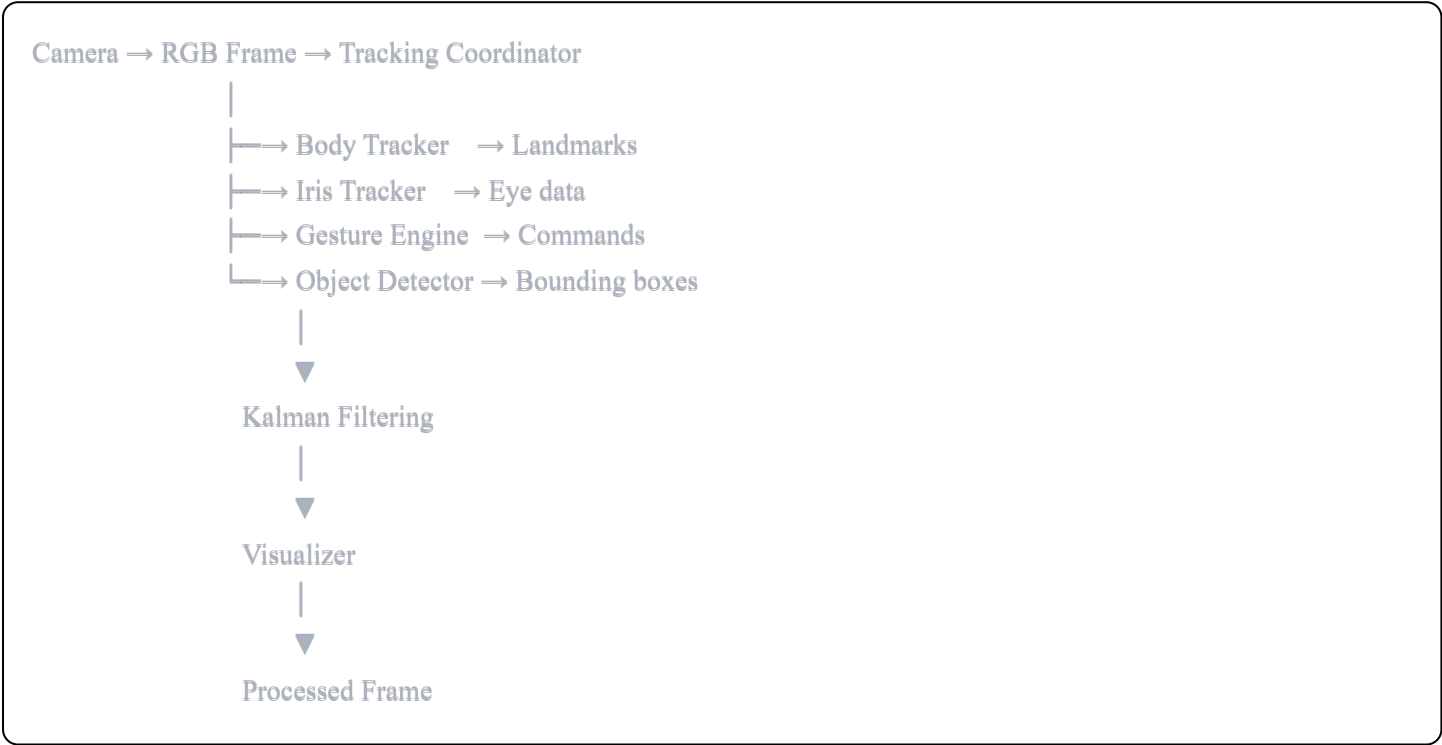 Camera → RGB Frame → Tracking Coordinator
│
├─→ Body Tracker → Landmarks
├─→ Iris Tracker → Eye data
├─→ Gesture Engine → Commands
└─→ Object Detector → Bounding boxes
│
▼
Kalman Filtering
│
▼
Visualizer
│
▼
Processed Frame